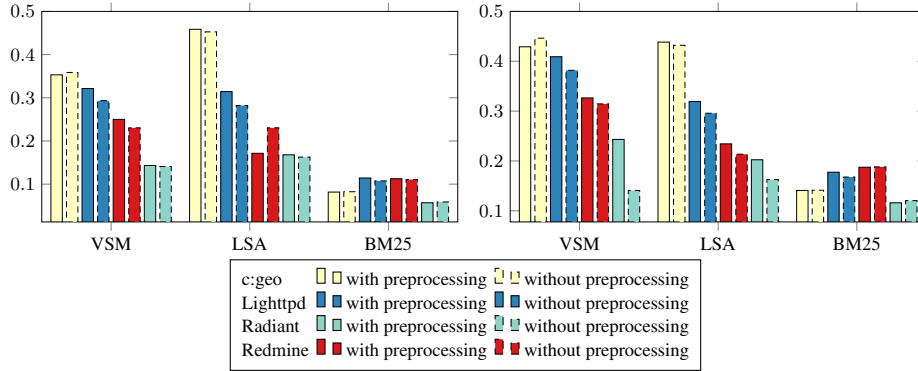 0.5
0.4
0.3
0.2
0.1
VSM LSA BM25
0.5
0.4
0.3
0.2
0.1
VSM LSA BM25
c:geo with preprocessing without preprocessing
Lighttpd with preprocessing without preprocessing
Radiant with preprocessing without preprocessing
Redmine with preprocessing without preprocessing